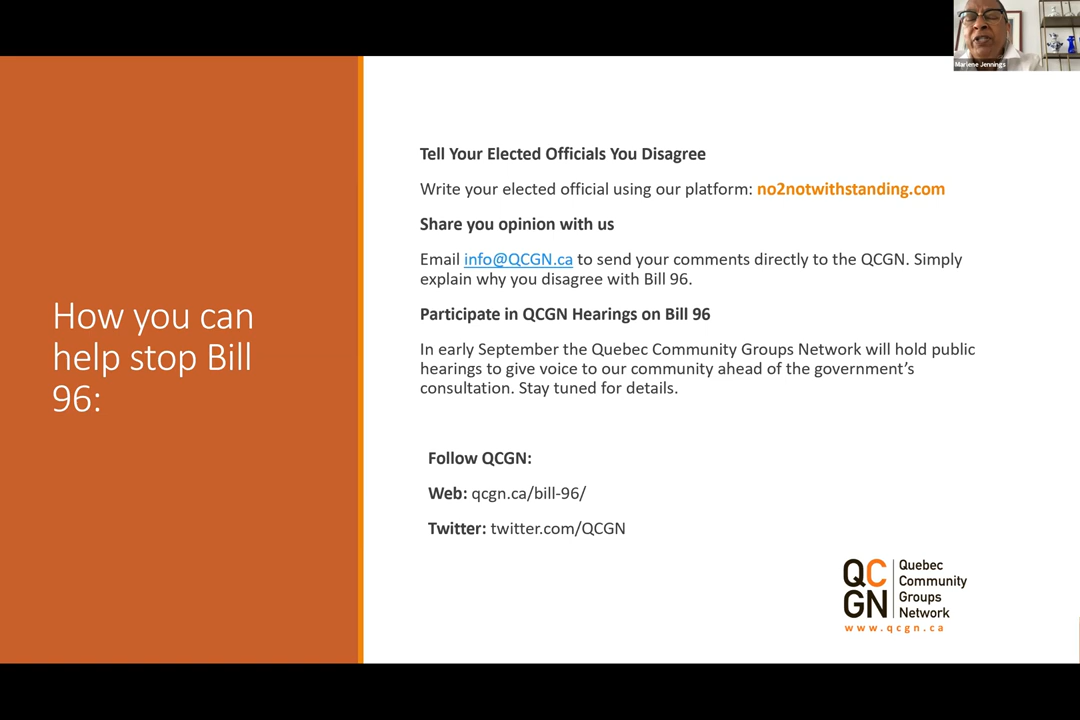 Marlene Jennings
How you can
help stop Bill
96:
Tell Your Elected Officials You Disagree
Write your elected official using our platform: no2notwithstanding.com
Share you opinion with us
Email info@QCGN.ca to send your comments directly to the QCGN. Simply
explain why you disagree with Bill 96.
Participate in QCGN Hearings on Bill 96
In early September the Quebec Community Groups Network will hold public
hearings to give voice to our community ahead of the government’s
consultation. Stay tuned for details.
Follow QCGN:
Web: qcgn.ca/bill-96/
Twitter: twitter.com/QCGN
QC
GN
Quebec
Community
Groups
Network
www.qcgn.ca